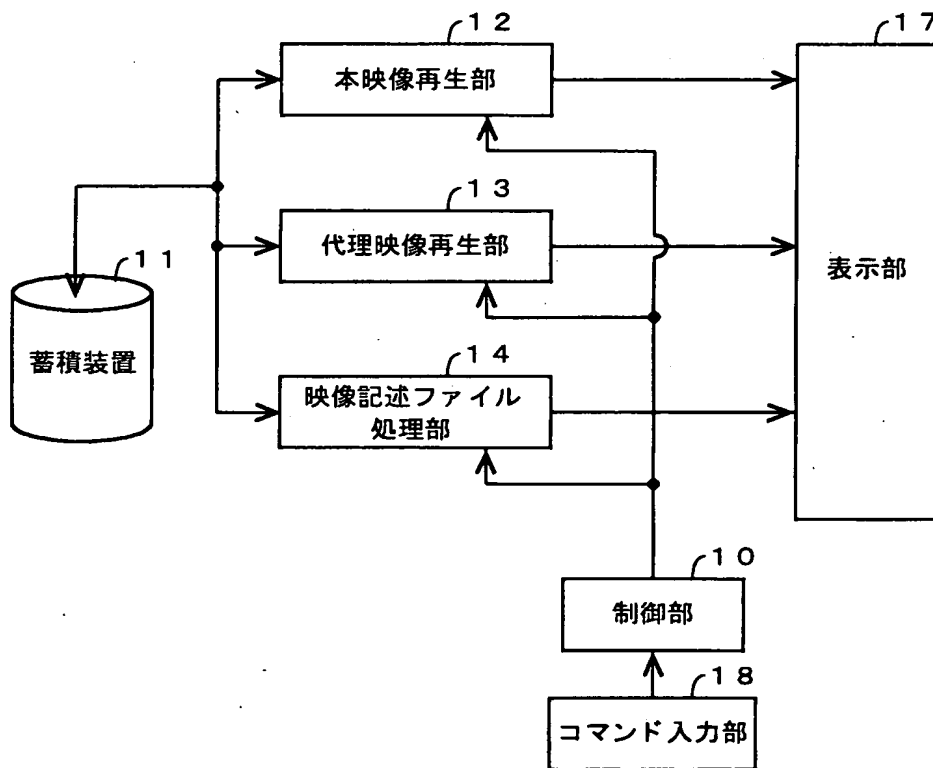 １２
１７
本映像再生部
１３
代理映像再生部
表示部
１１
蓄積装置
１４
映像記述ファイル
処理部
１０
制御部
１８
コマンド入力部